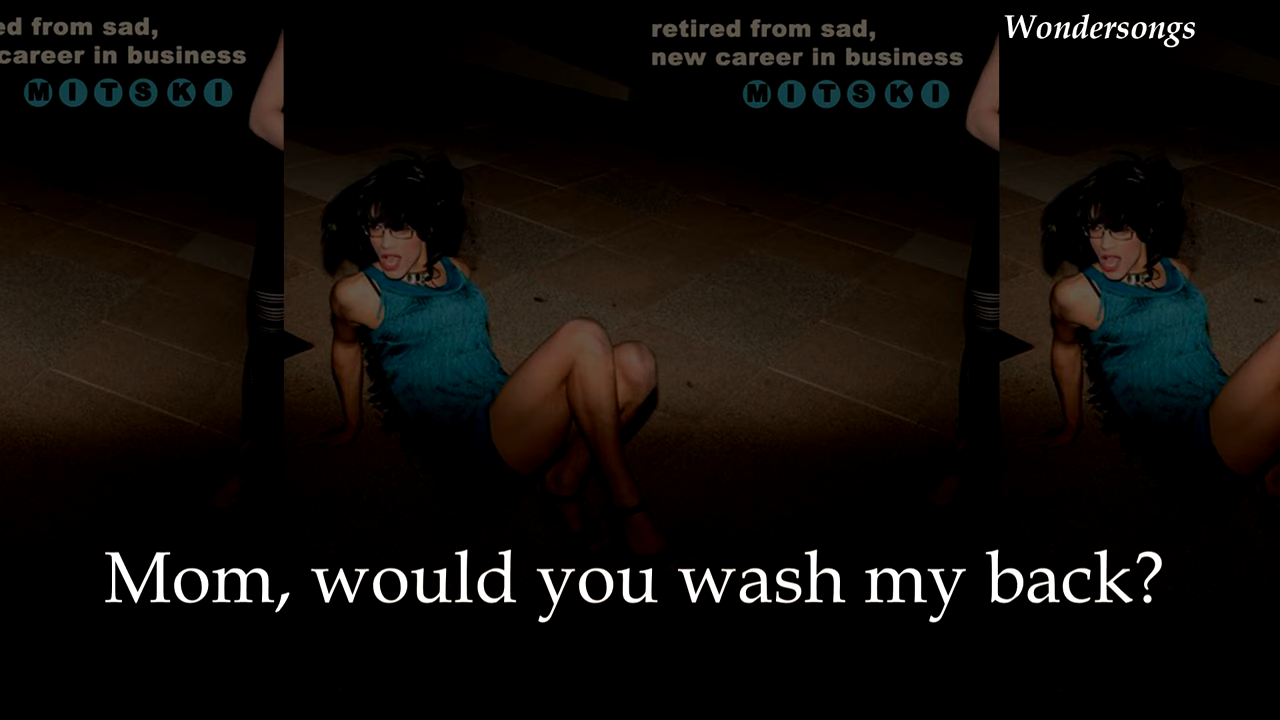 ed from sad,
career in business
MITSKI
retired from sad,
new career in business
MITSKI
Wondersongs
Mom, would you wash my back?